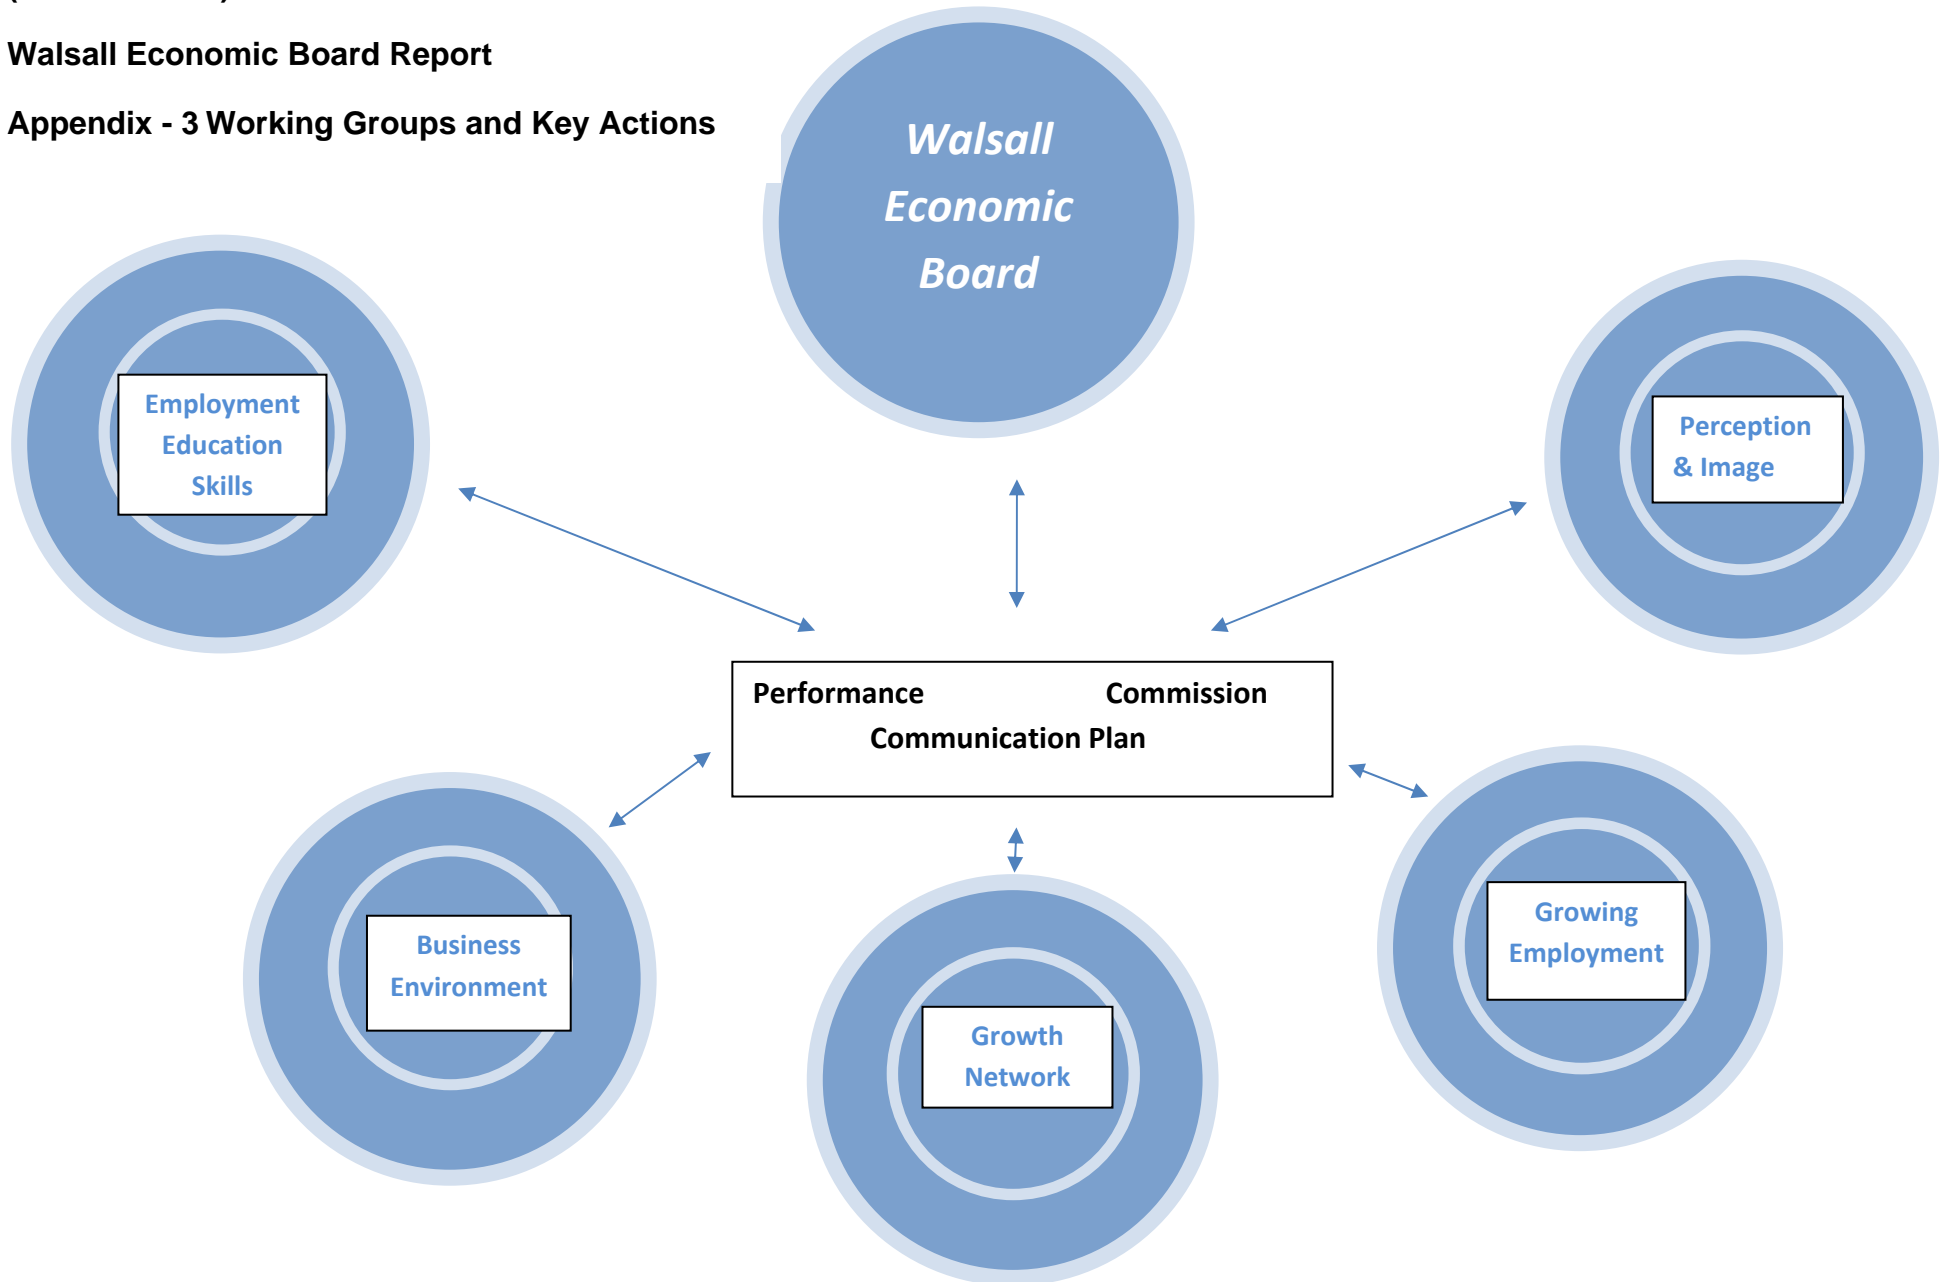 Walsall Economic Board Report
Appendix - 3 Working Groups and Key Actions
Walsall
Economic
Board
Employment
Education
Skills
Perception
& Image
Performance Commission
Communication Plan
Business
Environment
Growth
Network
Growing
Employment